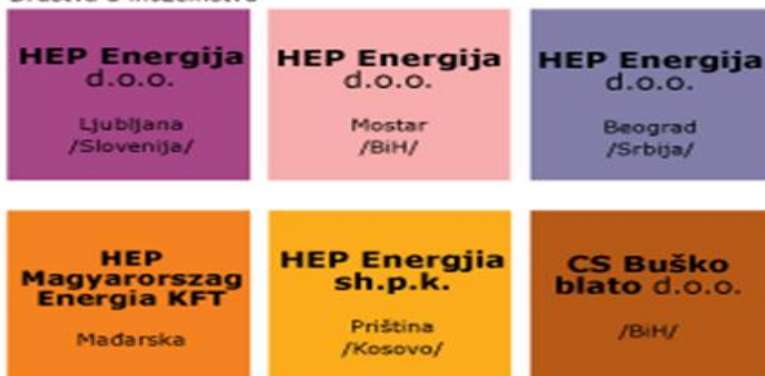 HEP Energija
d.o.o.
Ljubljana
/Slovenija/
HEP Energija
d.o.o.
Mostar
/BiH/
HEP Energija
d.o.o.
Beograd
/Srbija/
HEP
Magyarorszag
Energia KFT
Mađarska
HEP Energjia
sh.p.k.
Priština
/Kosovo/
CS Buško
blato d.o.o.
/BiH/